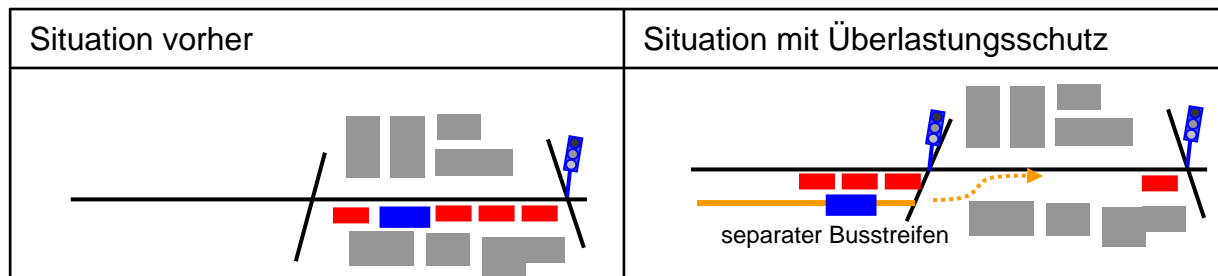 Situation vorher
Situation mit Überlastungsschutz
separater Busstreifen